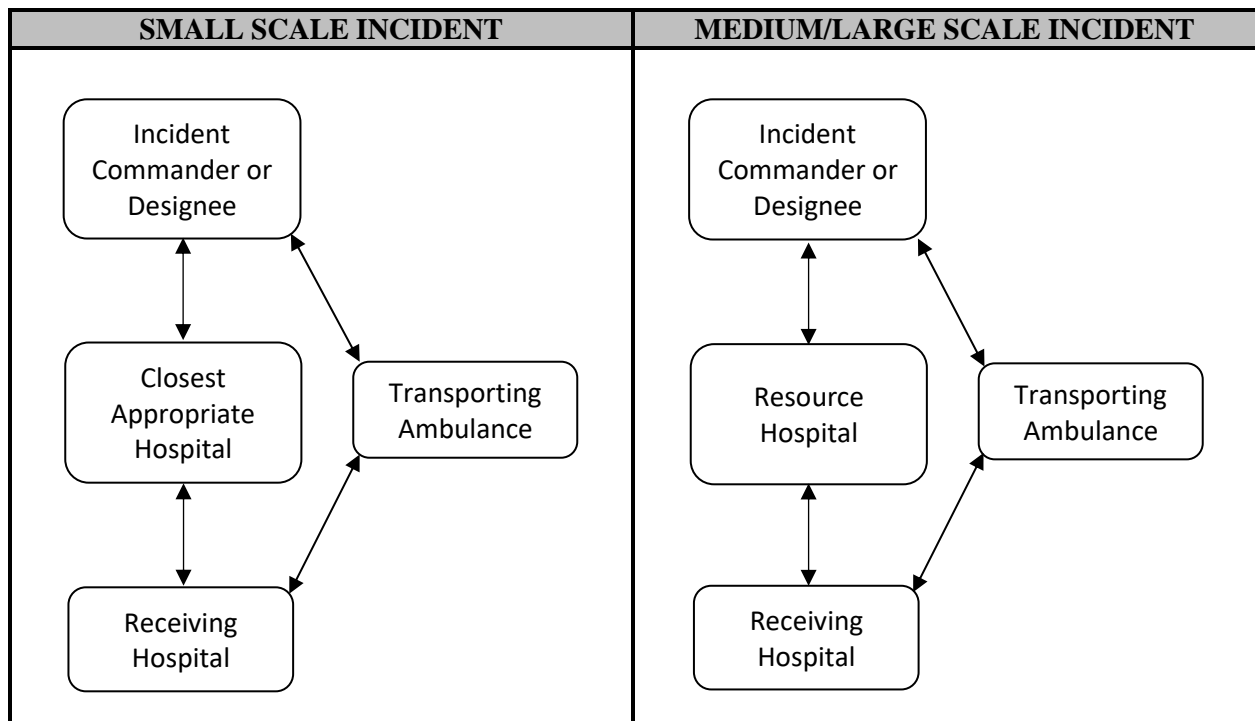 SMALL SCALE INCIDENT
Incident
Commander or
Designee
Closest
Appropriate
Hospital
Transporting
Ambulance
Receiving
Hospital
MEDIUM/LARGE SCALE INCIDENT
Incident
Commander or
Designee
Resource
Hospital
Transporting
Ambulance
Receiving
Hospital